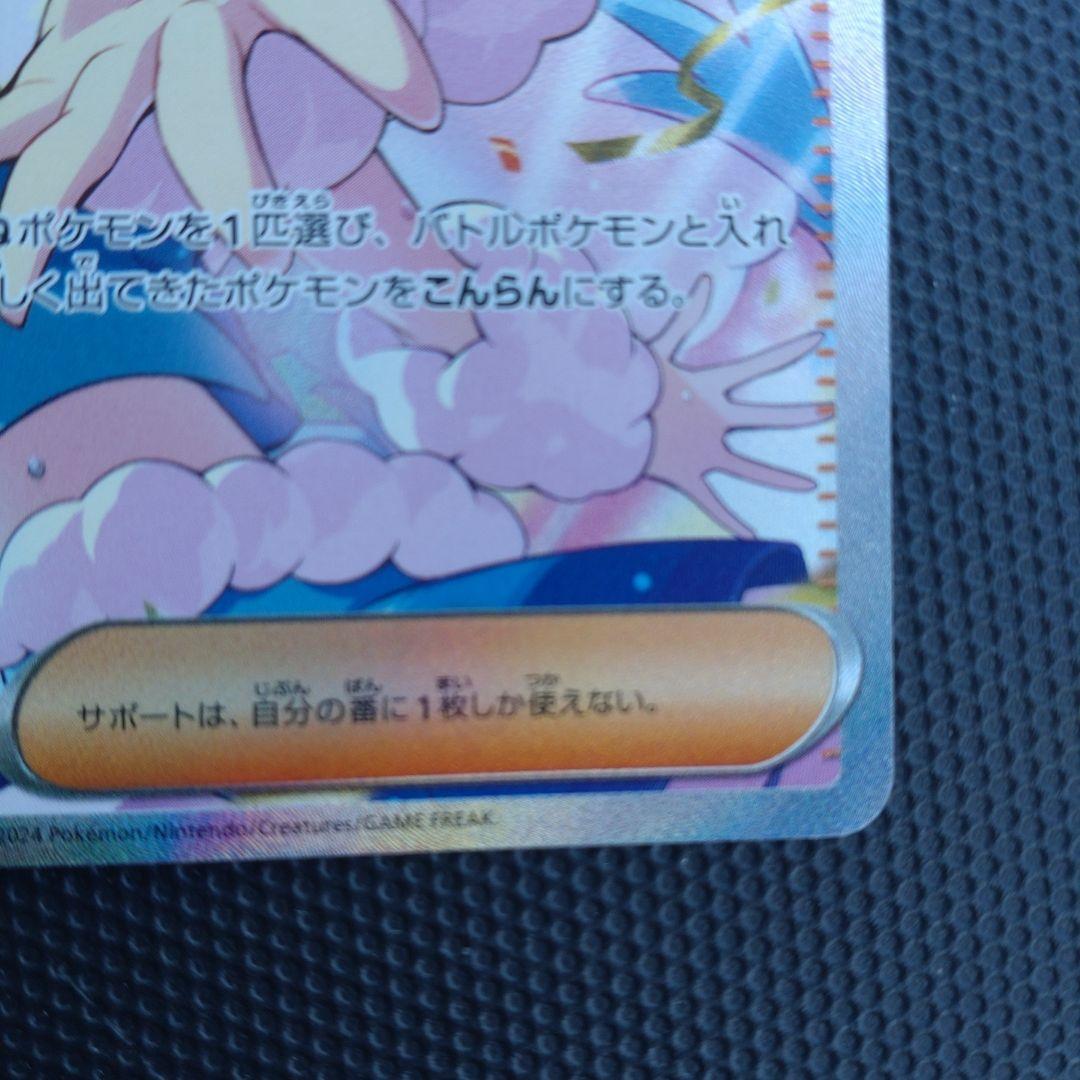 ポケモンを1匹選び、バトルポケモンと入れ
しく出てきたポケモンをこんらんにする。
サポートは、自分の番に1枚しか使えない。
2024 Pokémon/Nintendo/Creatures/GAME FREAK.